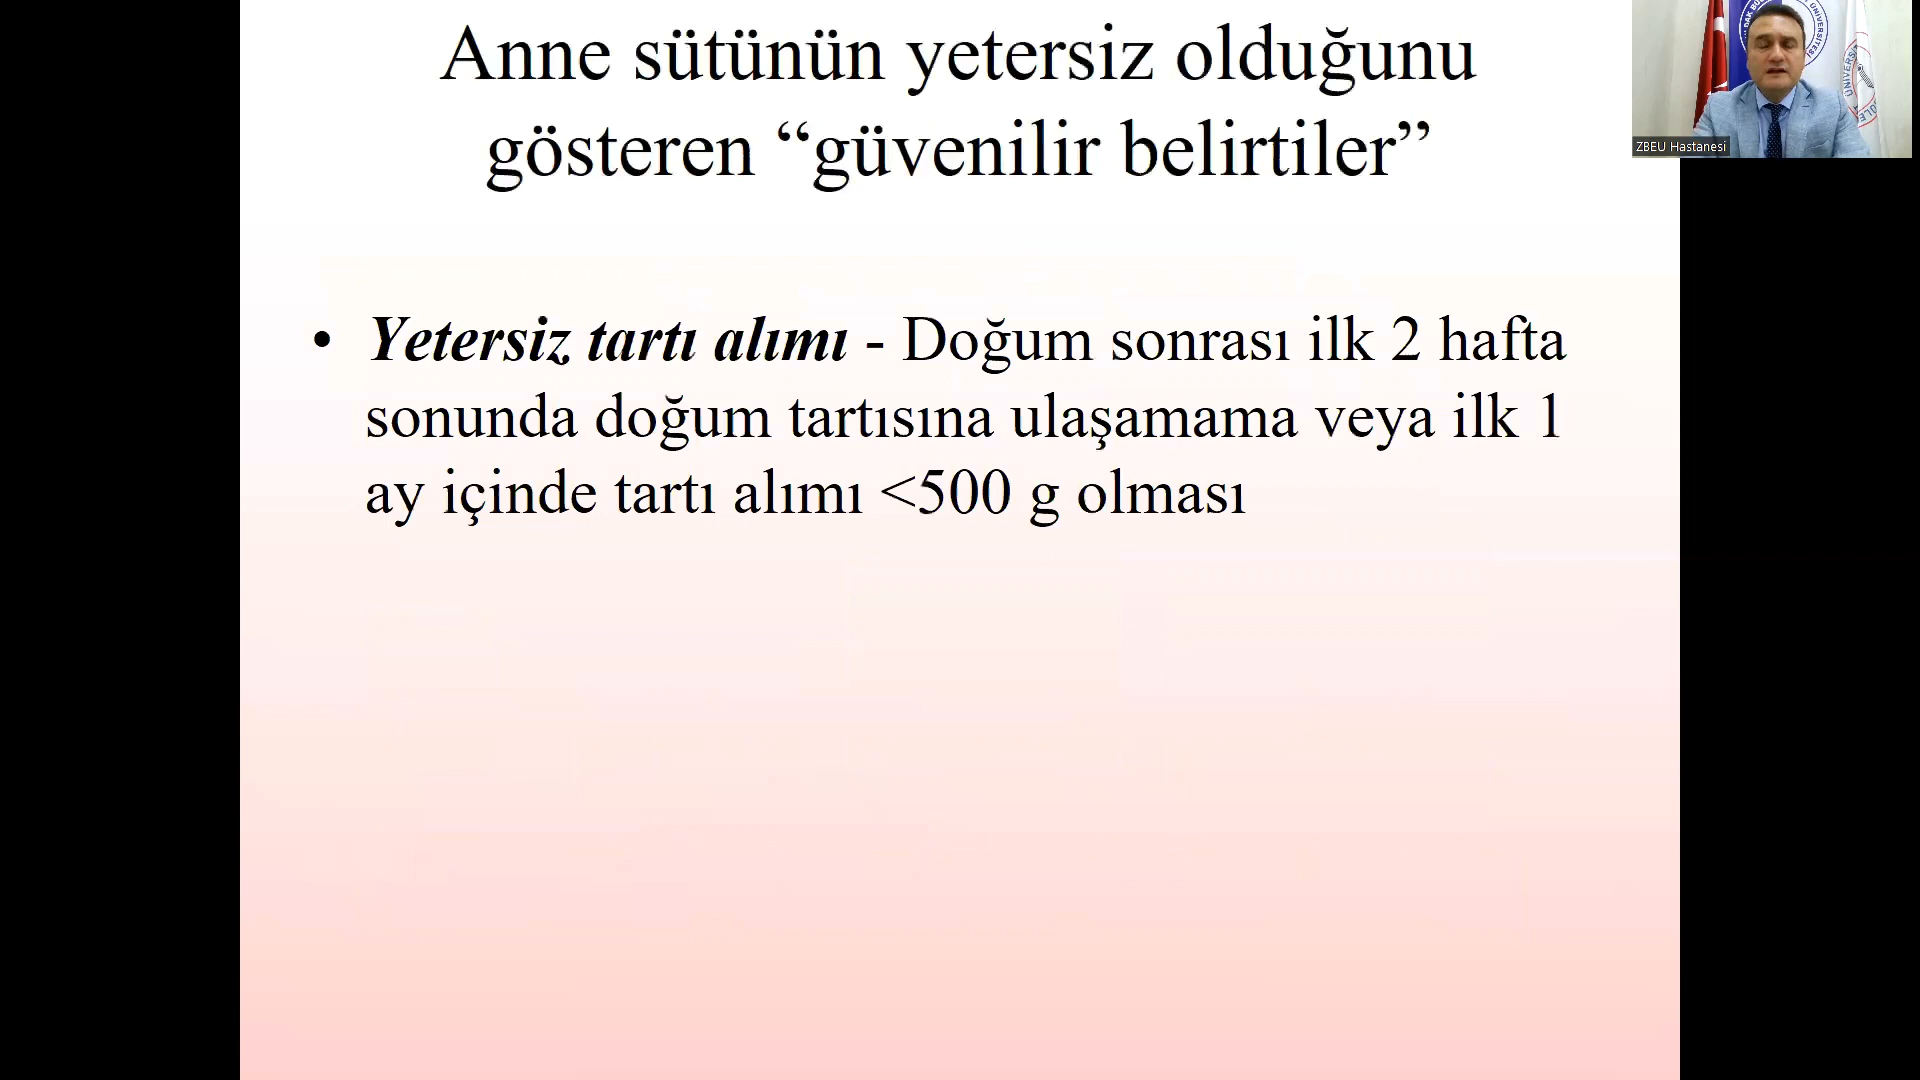 Anne sütünün yetersiz olduğunu
gösteren “güvenilir belirtiler”
• Yetersiz tartı alımı - Doğum sonrası ilk 2 hafta
sonunda doğum tartısına ulaşamama veya ilk 1
ay içinde tartı alımı <500 g olması
ZBEU Hastanesi